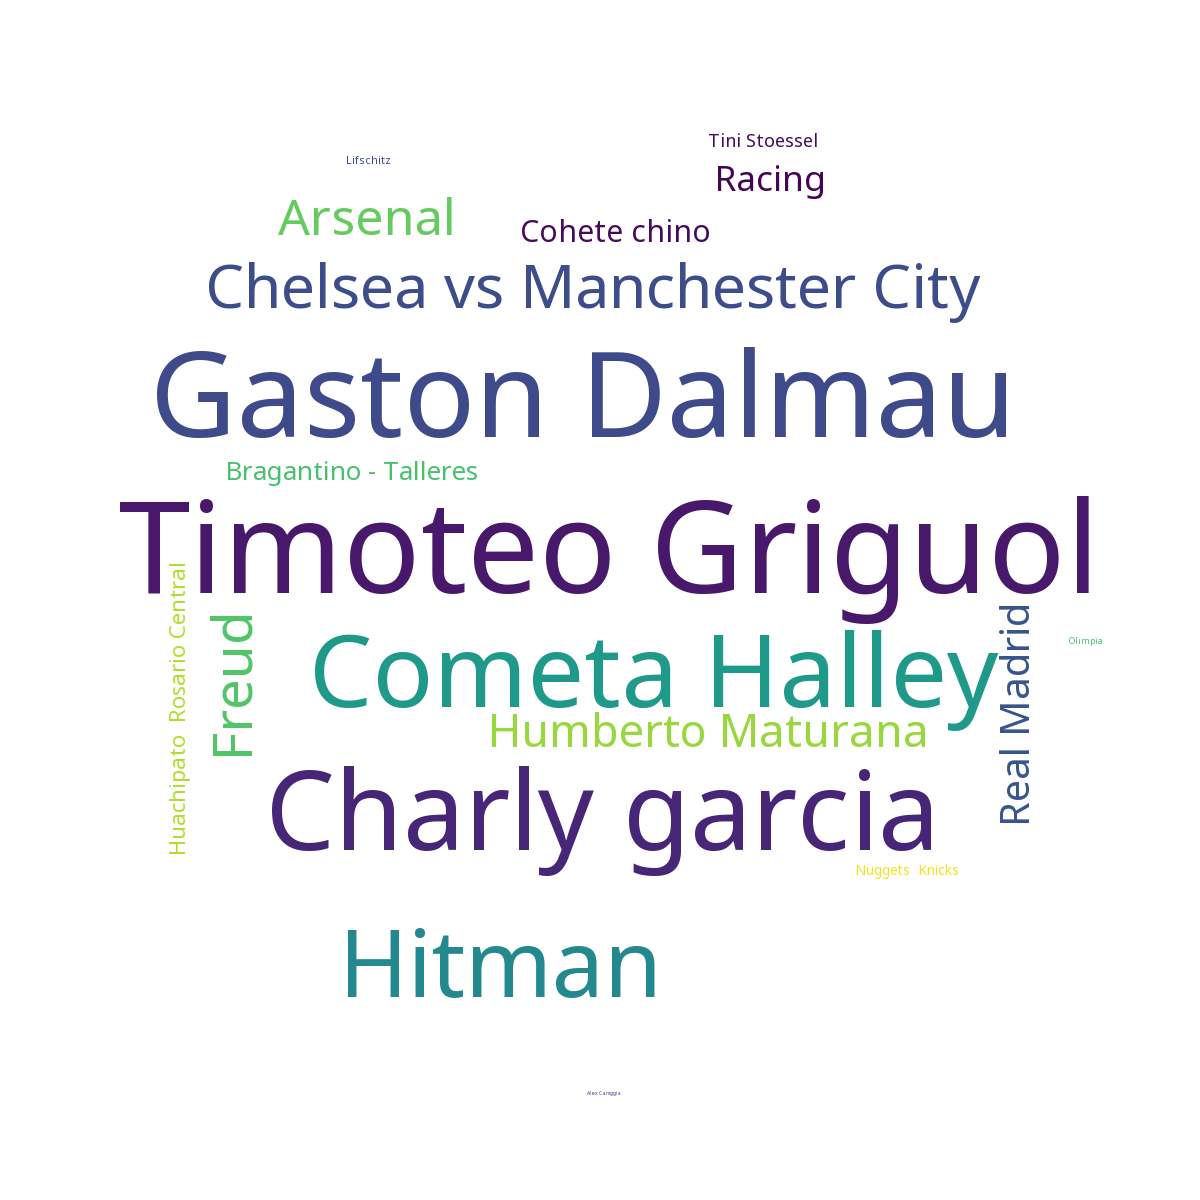 Tini Stoessel
Lifschitz
Racing
Arsenal
Cohete chino
Chelsea vs Manchester City
Gaston Dalmau
Bragantino - Talleres
Timoteo Griguol
Huachipato Rosario Central
Freud
Cometa Halley
Real Madrid
Olimpia
Humberto Maturana
Charly garcia
Nuggets Knicks
Hitman
Alex Caniggia